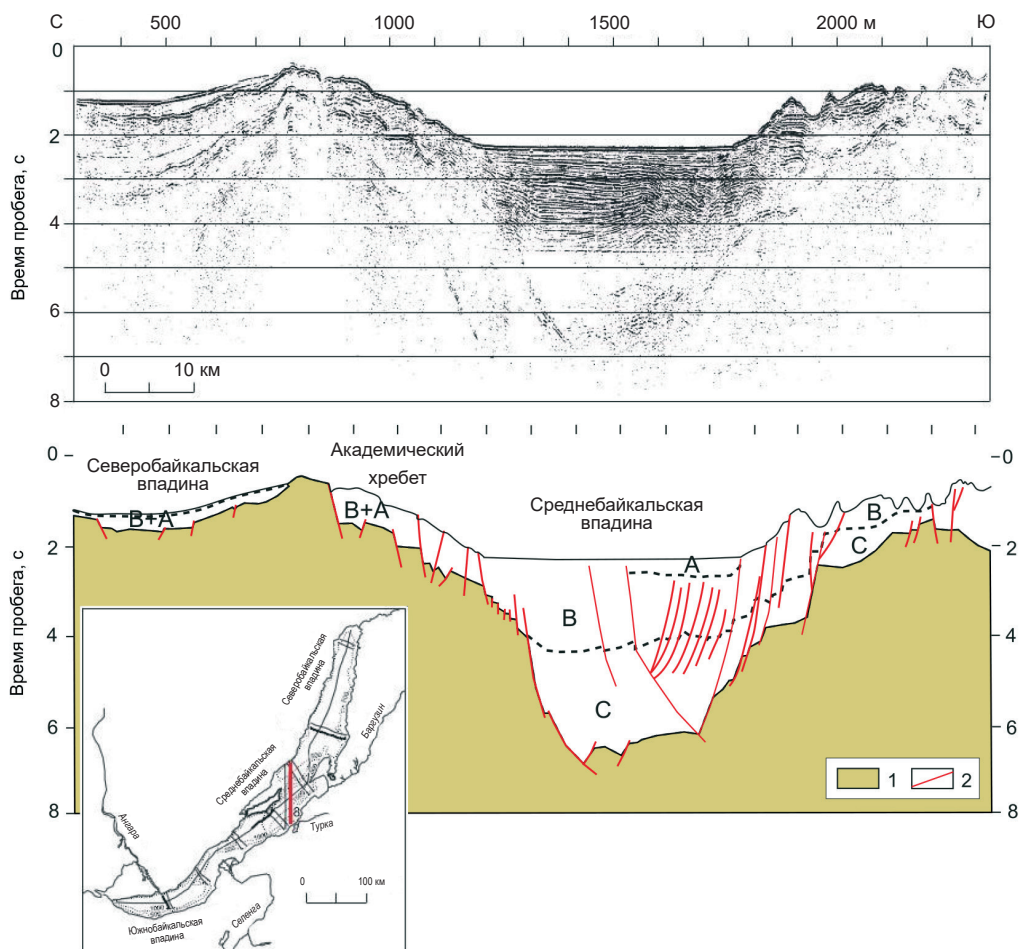 С 500 1000 1500 2000 м Ю
0
2
4
6
8
Время пробега, с
0 10 км
0
2
4
6
8
Время пробега, с
Северобайкальская
впадина
Академический
хребет
Среднебайкальская
впадина
B+A
B+A
A
B
C
B
C
0
2
4
6
8
1
2
Северобайкальская
впадина
Баргузин
Среднебайкальская
впадина
8
Турка
Ангара
Селенга
Южнобайкальская
впадина
0 100 км